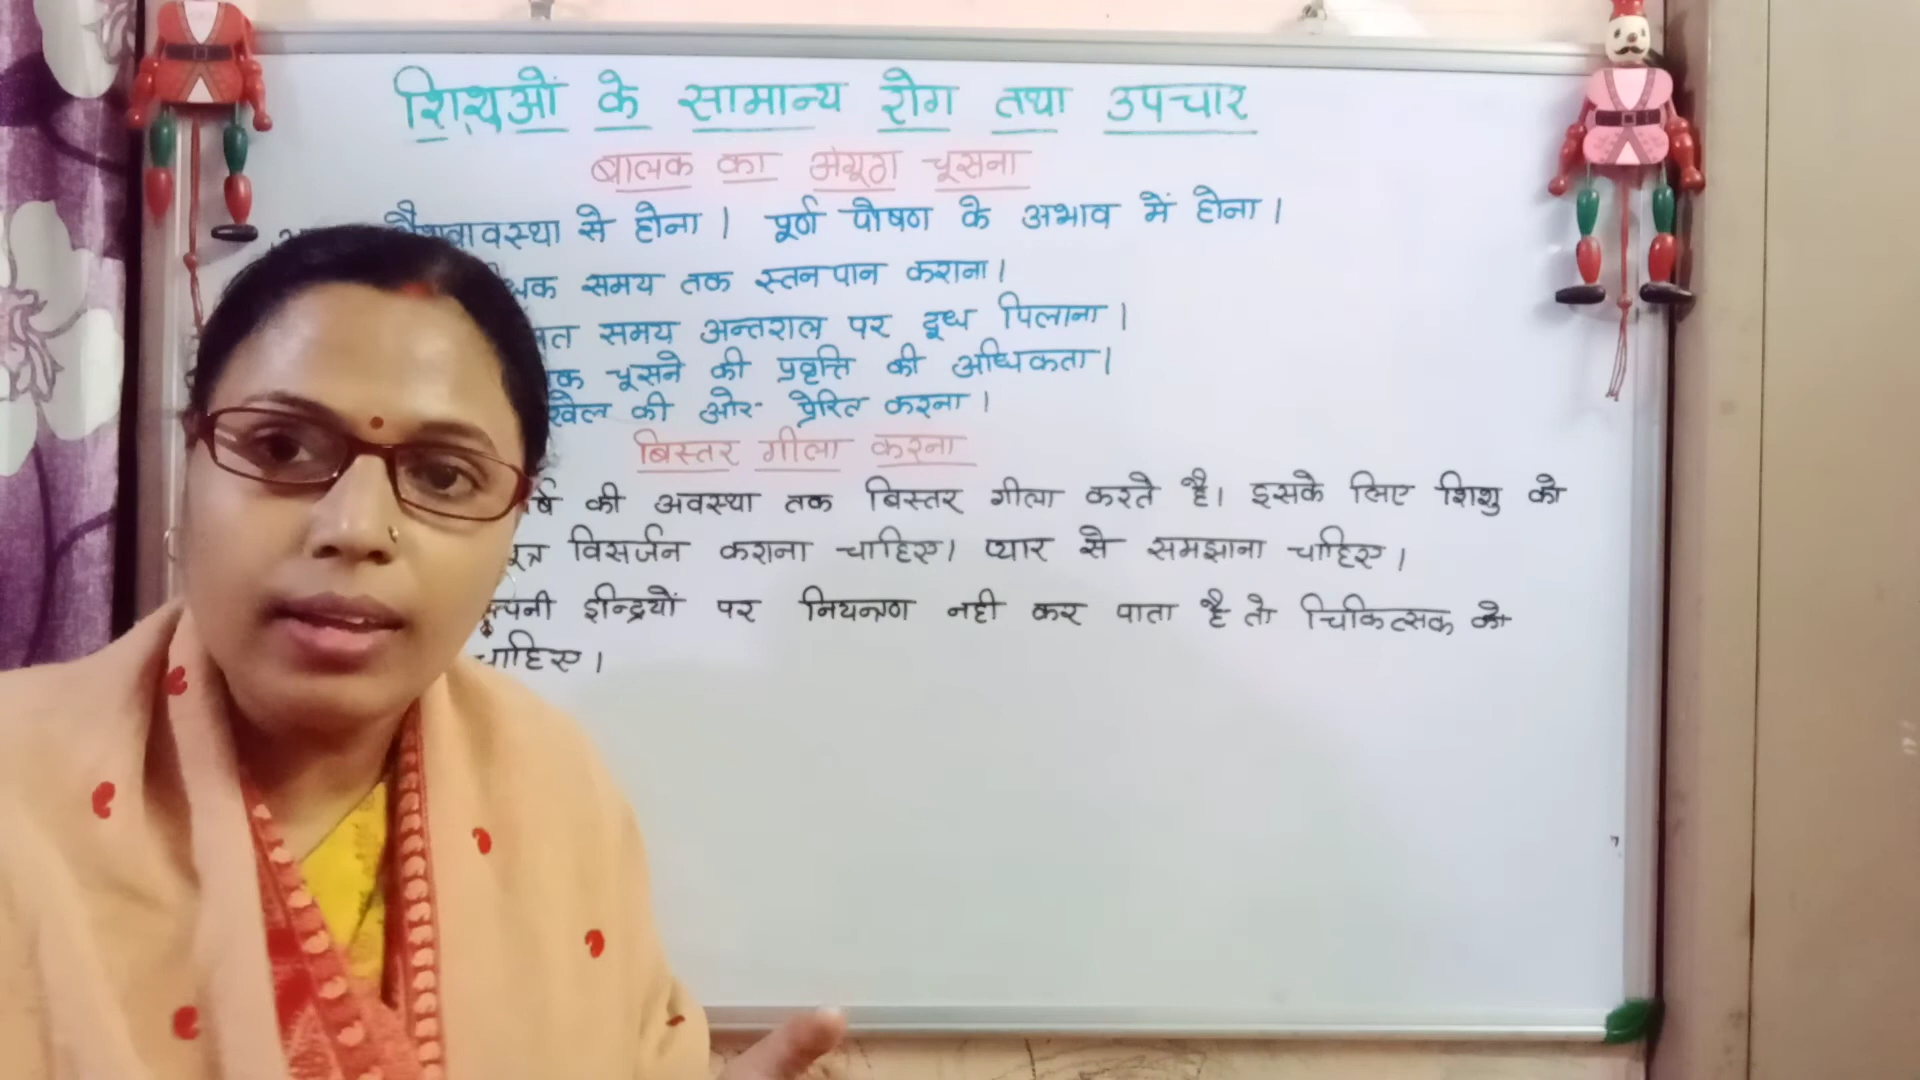 शिशुओं के सामान्य रोग तथा उपचार
बालक का अंगूठा चूसना
से होना। पूर्ण पोषण के अभाव में होना।
समय तक स्तनपान कराना।
समय अन्तराल पर दूध पिलाना।
चूसने की प्रवृत्ति की अधिकता।
खेल की ओर प्रेरित करना।
बिस्तर गीला करना
की अवस्था तक बिस्तर गीला करते है। इसके लिए शिशु को
विसर्जन कराना चाहिए। प्यार से समझाना चाहिए।
इन्द्रियों पर नियन्त्रण नही कर पाता है तो चिकित्सक को
चाहिए।